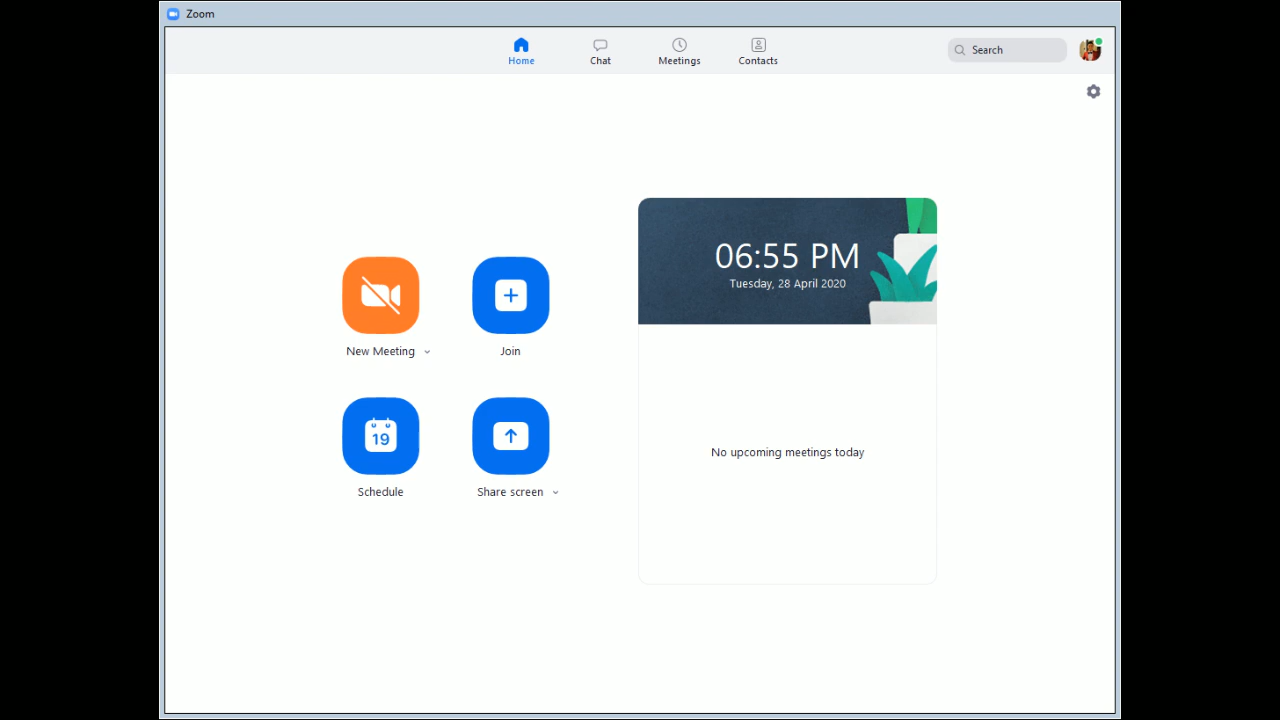 Zoom
Home
Chat
Meetings
Contacts
Search
06:55 PM
Tuesday, 28 April 2020
New Meeting
Join
19
Schedule
Share screen
No upcoming meetings today